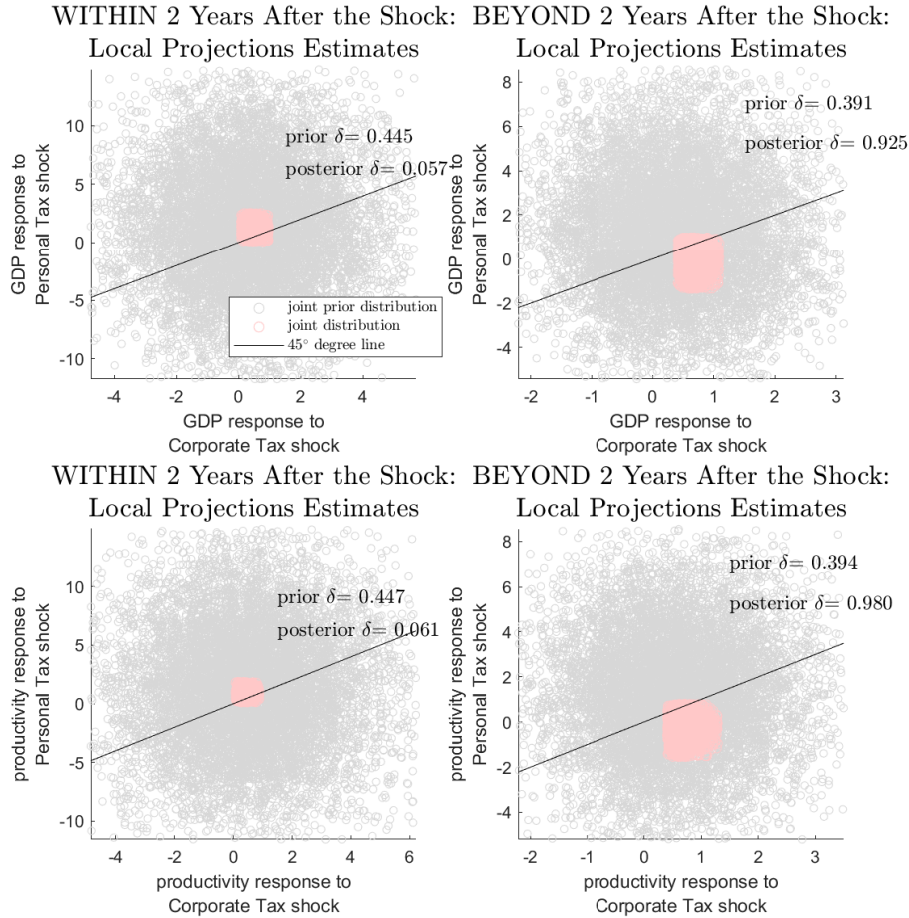 WITHIN 2 Years After the Shock:
Local Projections Estimates
GDP response to
Personal Tax shock
10
5
0
-5
-10
prior δ= 0.445
posterior δ= 0.057
joint prior distribution
joint distribution
45° degree line
-4 -2 0 2 4
GDP response to
Corporate Tax shock
BEYOND 2 Years After the Shock:
Local Projections Estimates
GDP response to
Personal Tax shock
8
6
4
2
0
-2
-4
prior δ= 0.391
posterior δ= 0.925
-2 -1 0 1 2 3
GDP response to
Corporate Tax shock
WITHIN 2 Years After the Shock:
Local Projections Estimates
productivity response to
Personal Tax shock
10
5
0
-5
-10
prior δ= 0.447
posterior δ= 0.061
-4 -2 0 2 4 6
productivity response to
Corporate Tax shock
BEYOND 2 Years After the Shock:
Local Projections Estimates
productivity response to
Personal Tax shock
8
6
4
2
0
-2
-4
prior δ= 0.394
posterior δ= 0.980
-2 -1 0 1 2 3
productivity response to
Corporate Tax shock